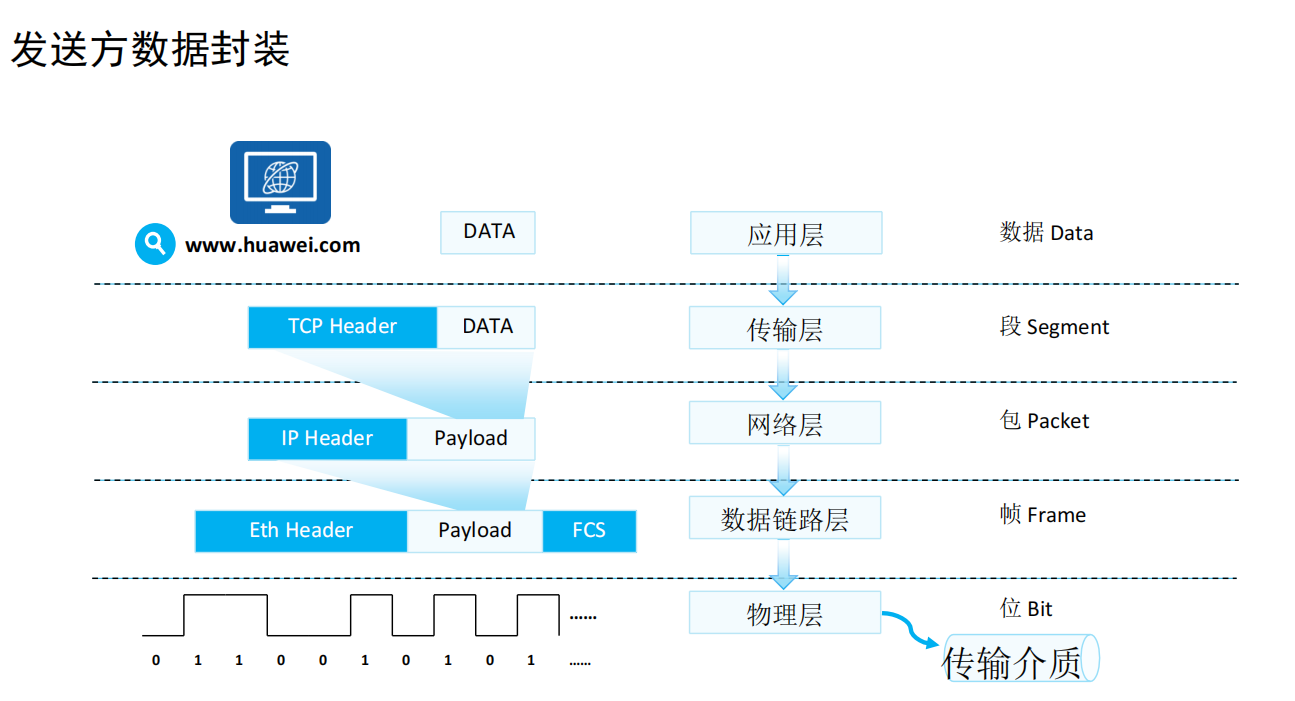 发送方数据封装
www.huawei.com
DATA
应用层
数据 Data
TCP Header
DATA
传输层
段 Segment
IP Header
Payload
网络层
包 Packet
Eth Header
Payload
FCS
数据链路层
帧 Frame
......
物理层
位 Bit
0 1 1 0 0 1 0 1 0 1 ......
传输介质